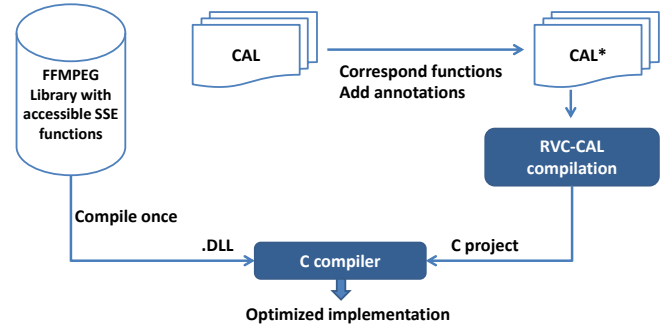 FFMPEG
Library with
accessible SSE
functions
CAL
Correspond functions
Add annotations
CAL*
RVC-CAL
compilation
Compile once
.DLL
C compiler
C project
Optimized implementation